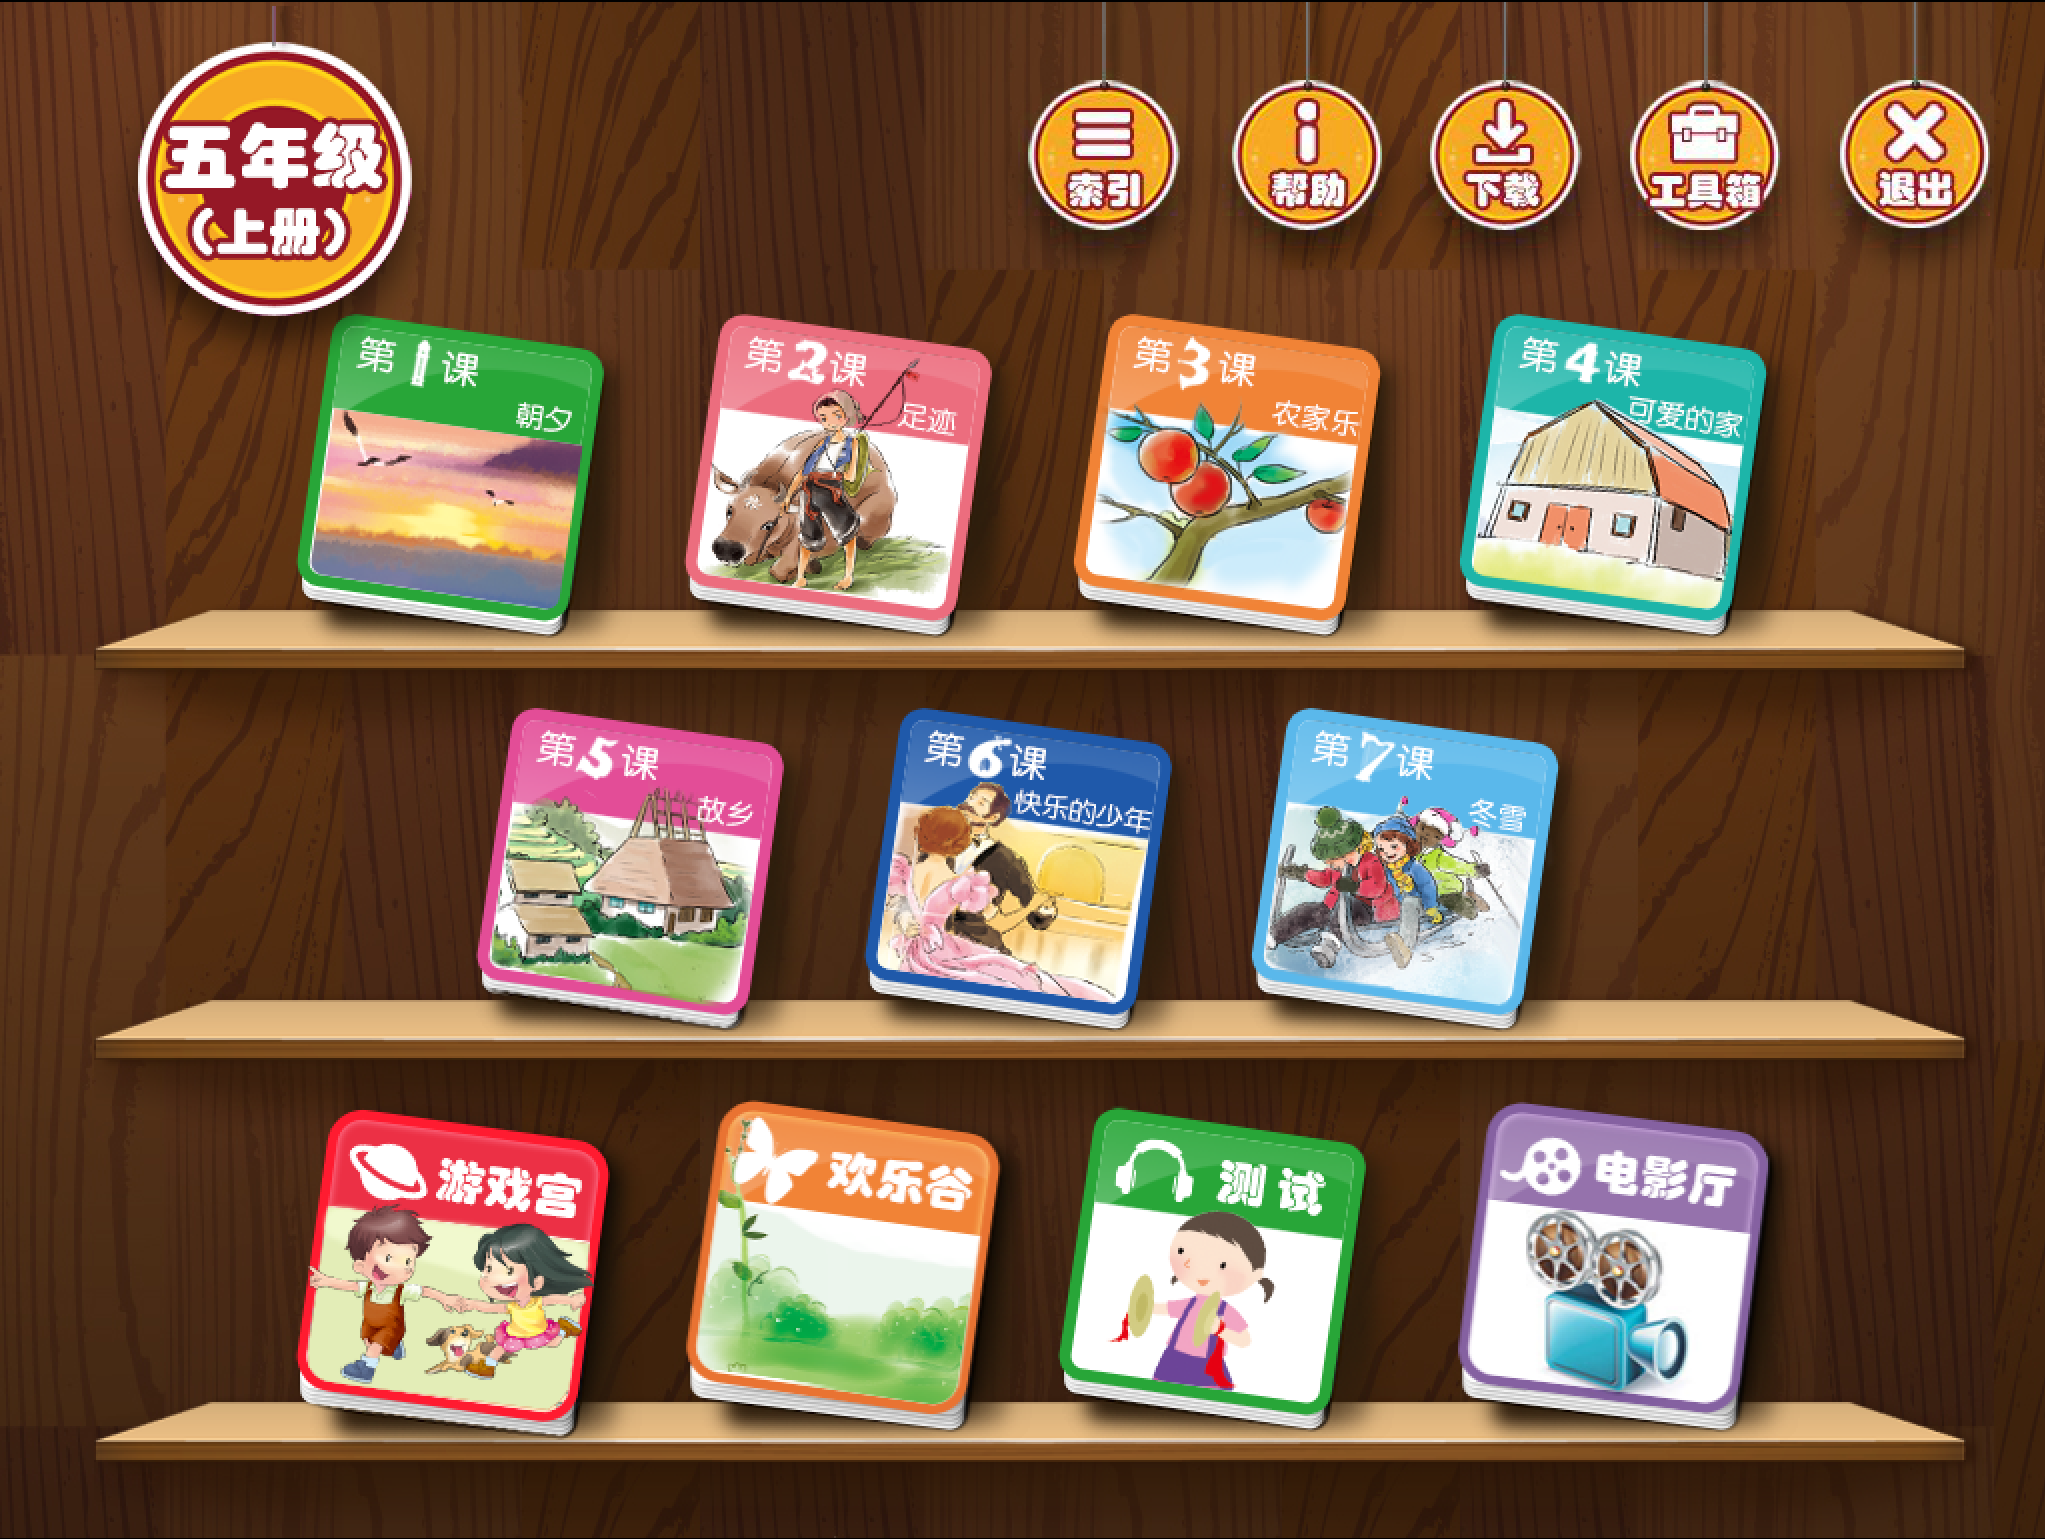 五年级
（上册）
索引
帮助
下载
工具箱
退出
第1课
朝夕
第2课
足迹
第3课
农家乐
第4课
可爱的家
第5课
故乡
第6课
快乐的少年
第7课
冬雪
游戏宫
欢乐谷
测试
电影厅